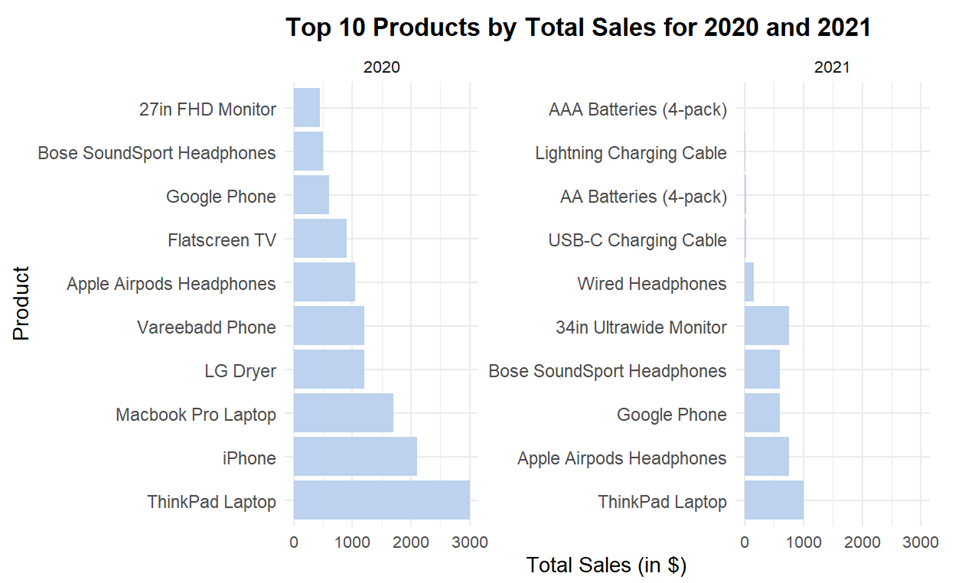 Top 10 Products by Total Sales for 2020 and 2021
2020
2021
Product
27in FHD Monitor
Bose SoundSport Headphones
Google Phone
Flatscreen TV
Apple Airpods Headphones
Vareebadd Phone
LG Dryer
Macbook Pro Laptop
iPhone
ThinkPad Laptop
0 1000 2000 3000
AAA Batteries (4-pack)
Lightning Charging Cable
AA Batteries (4-pack)
USB-C Charging Cable
Wired Headphones
34in Ultrawide Monitor
Bose SoundSport Headphones
Google Phone
Apple Airpods Headphones
ThinkPad Laptop
0 1000 2000 3000
Total Sales (in $)